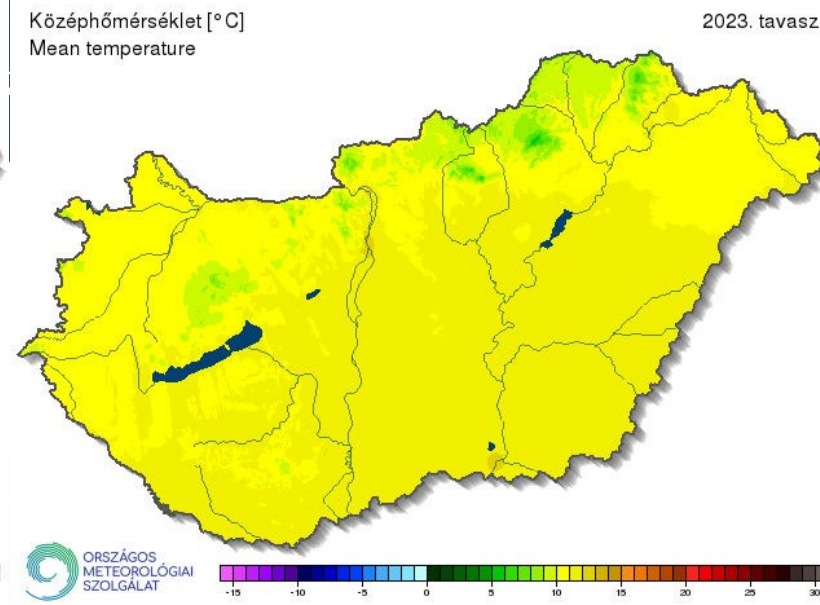 Középhőmérséklet [°C]
2023. tavasz
Mean temperature
ORSZÁGOS
METEOROLÓGIAI
SZOLGÁLAT
-15 -10 -5 0 5 10 15 20 25 30